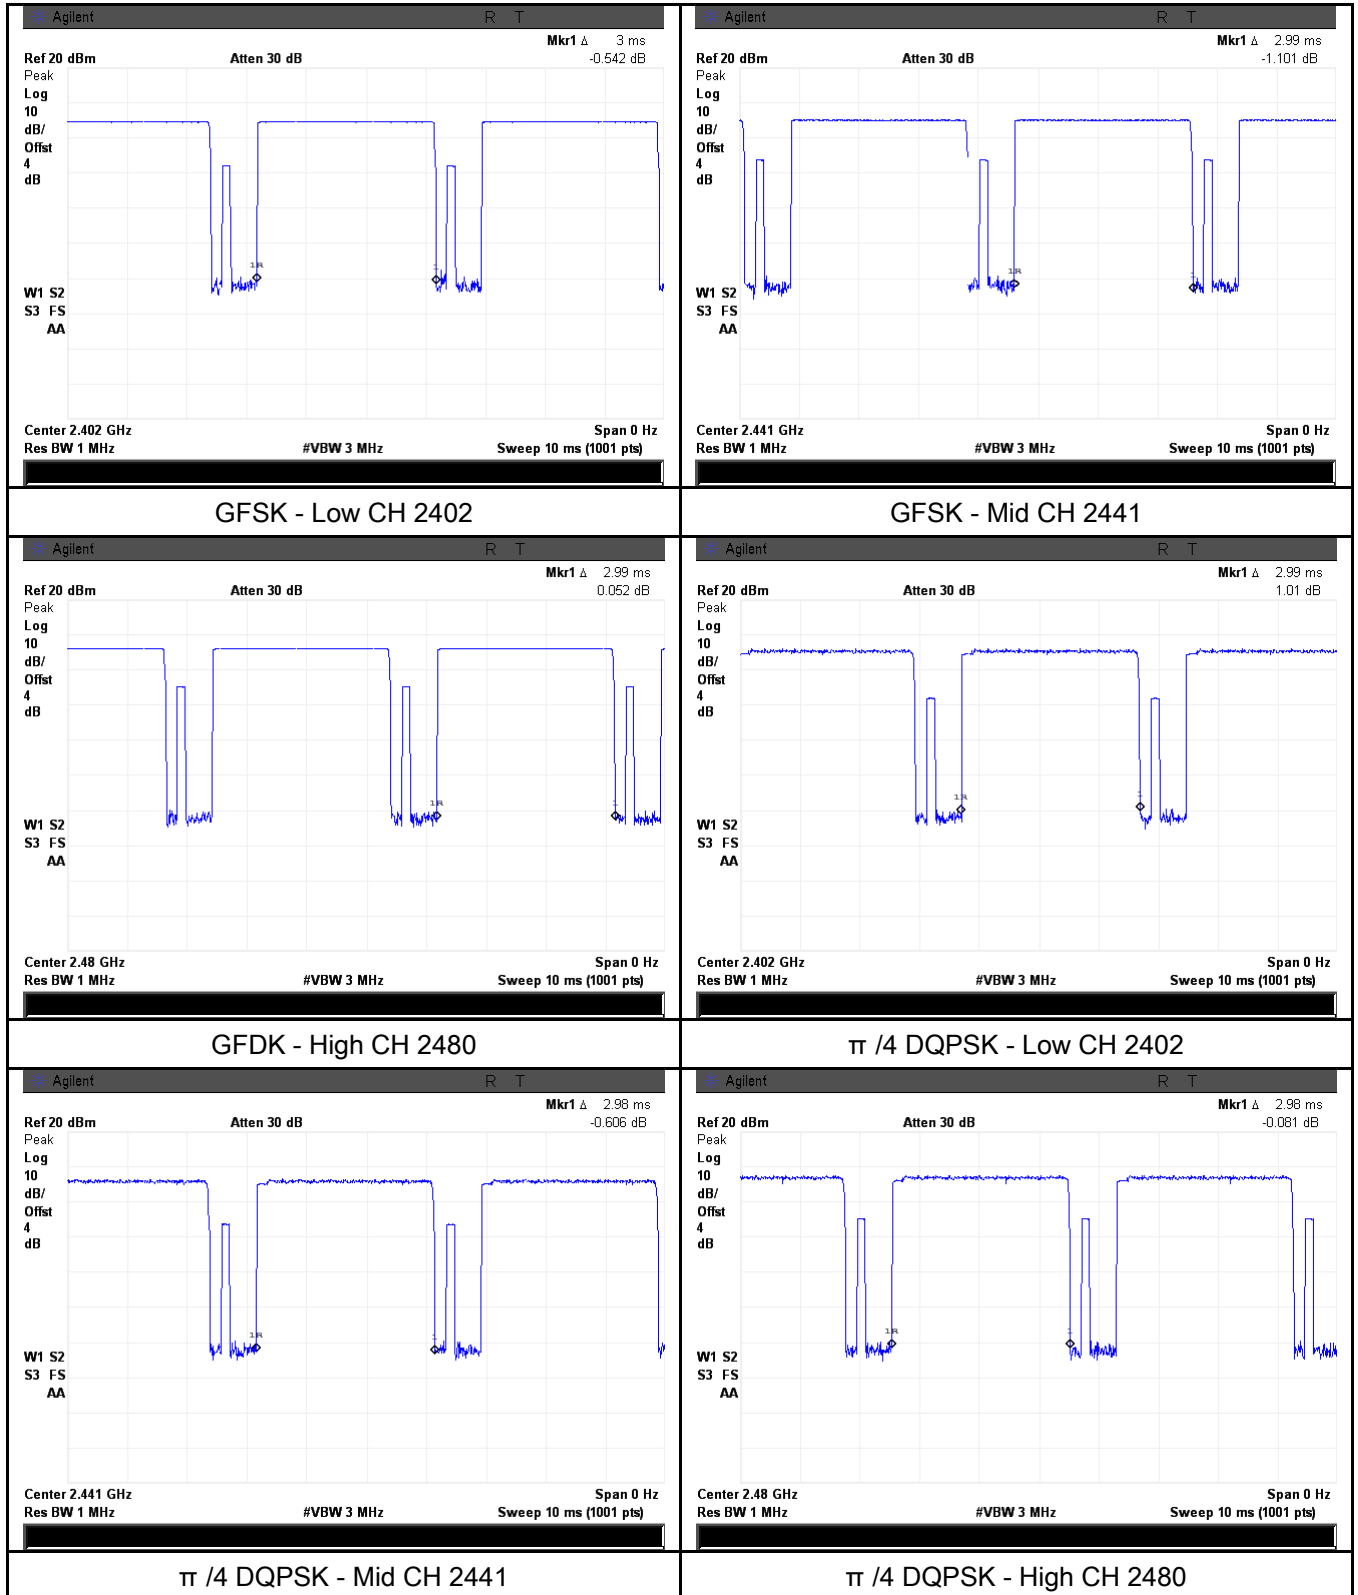 Agilent R T
Mkr1 Δ 3 ms
Ref 20 dBm Atten 30 dB -0.542 dB
Peak
Log
10
dB/
Offst
4
dB
1R
1
W1 S2
S3 FS
AA
Center 2.402 GHz Span 0 Hz
Res BW 1 MHz #VBW 3 MHz Sweep 10 ms (1001 pts)
GFSK - Low CH 2402
Agilent R T
Mkr1 Δ 2.99 ms
Ref 20 dBm Atten 30 dB -1.101 dB
Peak
Log
10
dB/
Offst
4
dB
1R
1
W1 S2
S3 FS
AA
Center 2.441 GHz Span 0 Hz
Res BW 1 MHz #VBW 3 MHz Sweep 10 ms (1001 pts)
GFSK - Mid CH 2441
Agilent R T
Mkr1 Δ 2.99 ms
Ref 20 dBm Atten 30 dB 0.052 dB
Peak
Log
10
dB/
Offst
4
dB
1R
1
W1 S2
S3 FS
AA
Center 2.48 GHz Span 0 Hz
Res BW 1 MHz #VBW 3 MHz Sweep 10 ms (1001 pts)
GFDK - High CH 2480
Agilent R T
Mkr1 Δ 2.99 ms
Ref 20 dBm Atten 30 dB 1.01 dB
Peak
Log
10
dB/
Offst
4
dB
1R
1
W1 S2
S3 FS
AA
Center 2.402 GHz Span 0 Hz
Res BW 1 MHz #VBW 3 MHz Sweep 10 ms (1001 pts)
π /4 DQPSK - Low CH 2402
Agilent R T
Mkr1 Δ 2.98 ms
Ref 20 dBm Atten 30 dB -0.606 dB
Peak
Log
10
dB/
Offst
4
dB
1R
1
W1 S2
S3 FS
AA
Center 2.441 GHz Span 0 Hz
Res BW 1 MHz #VBW 3 MHz Sweep 10 ms (1001 pts)
π /4 DQPSK - Mid CH 2441
Agilent R T
Mkr1 Δ 2.98 ms
Ref 20 dBm Atten 30 dB -0.081 dB
Peak
Log
10
dB/
Offst
4
dB
1R
1
W1 S2
S3 FS
AA
Center 2.48 GHz Span 0 Hz
Res BW 1 MHz #VBW 3 MHz Sweep 10 ms (1001 pts)
π /4 DQPSK - High CH 2480